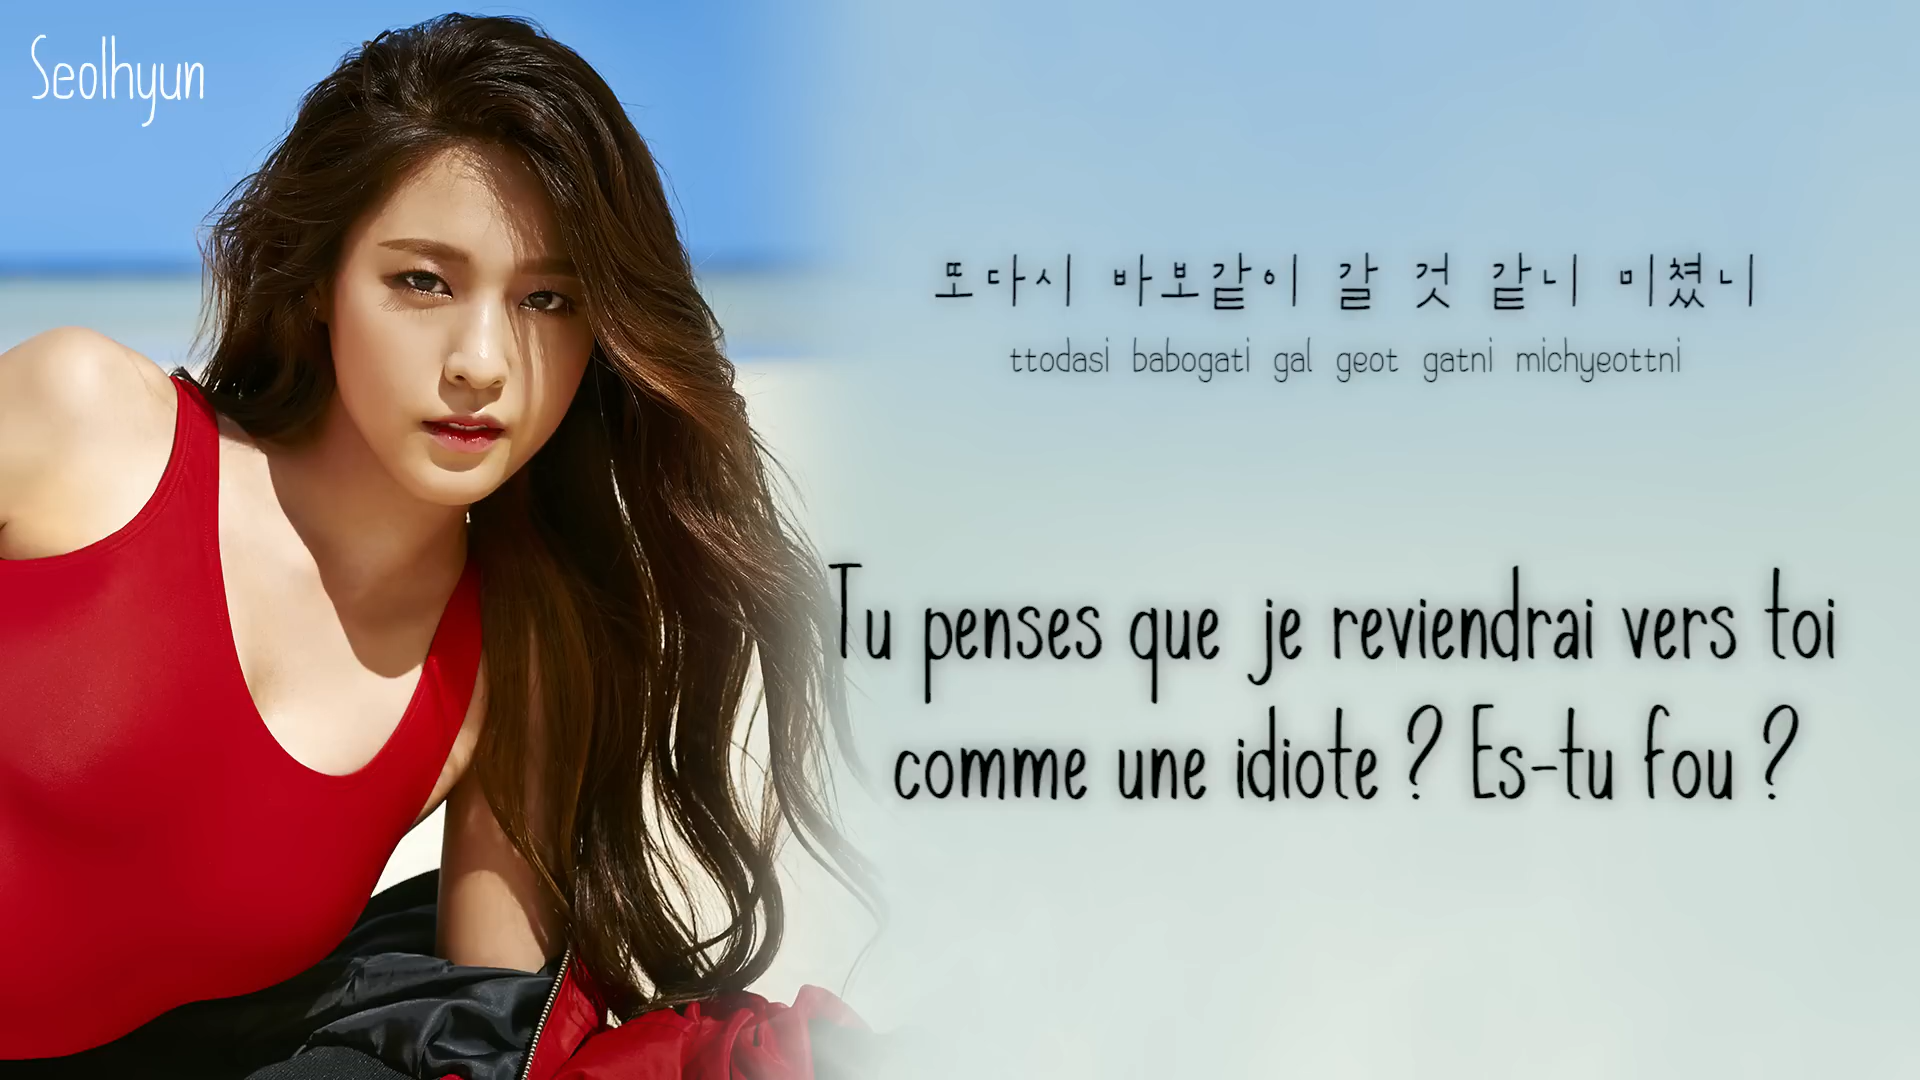 Seolhyun
또다시 바보같이 갈 것 같니 미쳤니
ttodasi babogati gal geot gatni michyeottni
Tu penses que je reviendrai vers toi
comme une idiote ? Es-tu fou ?